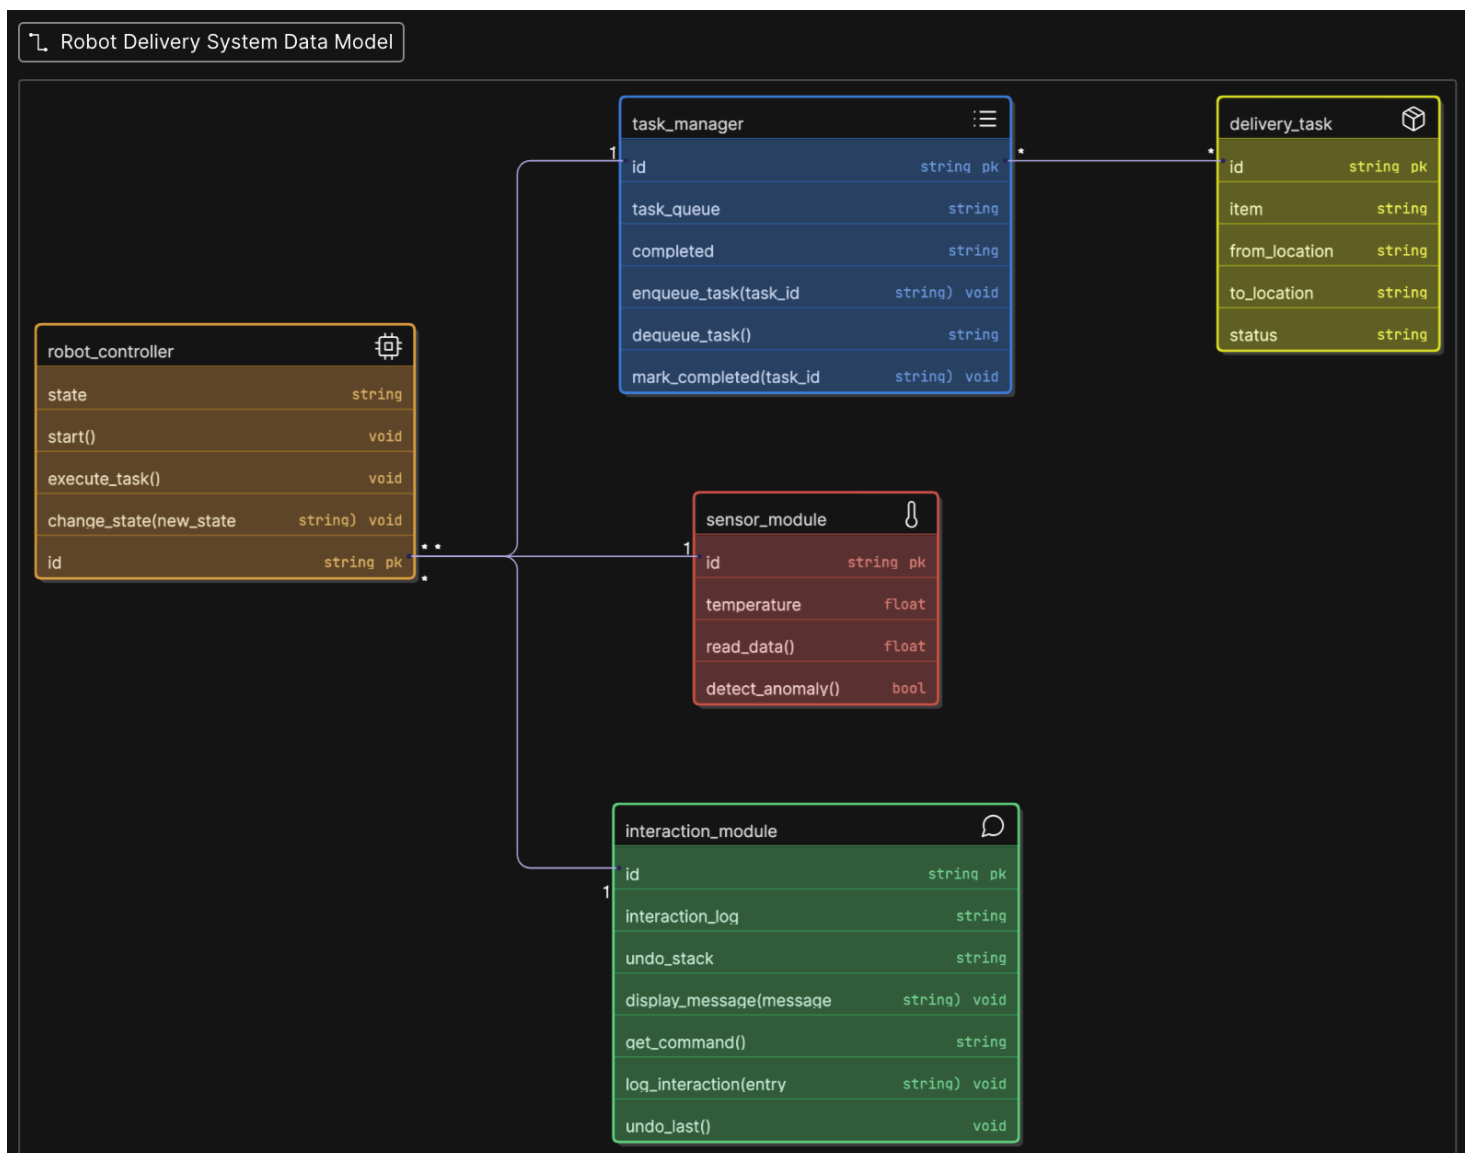 Robot Delivery System Data Model
task_manager
1
id string pk *
task_queue string
completed string
enqueue_task(task_id string) void
dequeue_task() string
mark_completed(task_id string) void
delivery_task
* id string pk
item string
from_location string
to_location string
status string
robot_controller
state string
start() void
execute_task() void
change_state(new_state string) void
id string pk
* *
*
sensor_module
1
id string pk
temperature float
read_data() float
detect_anomaly() bool
interaction_module
id string pk
1
interaction_log string
undo_stack string
display_message(message string) void
get_command() string
log_interaction(entry string) void
undo_last() void